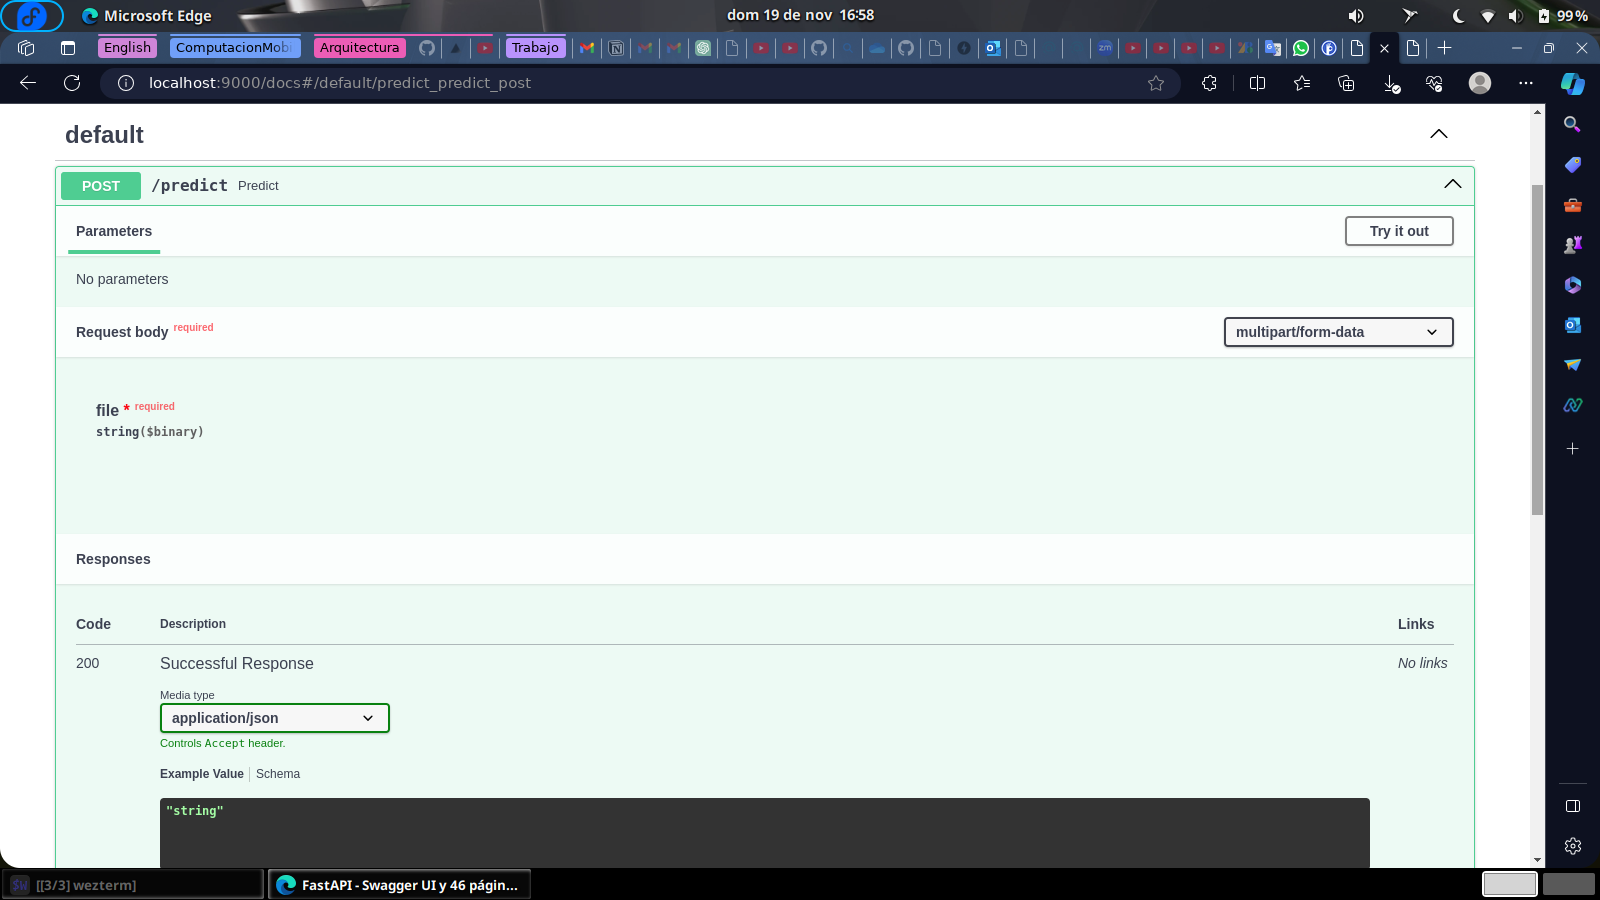 Microsoft Edge
dom 19 de nov 16:58
99 %
English
ComputacionMobi
Arquitectura
Trabajo
localhost:9000/docs#/default/predict_predict_post
default
POST /predict Predict
Parameters
Try it out
No parameters
Request body required
multipart/form-data
file * required
string($binary)
Responses
Code Description Links
200 Successful Response No links
Media type
application/json
Controls Accept header.
Example Value Schema
"string"
[[3/3] wezterm]
FastAPI - Swagger UI y 46 págin...